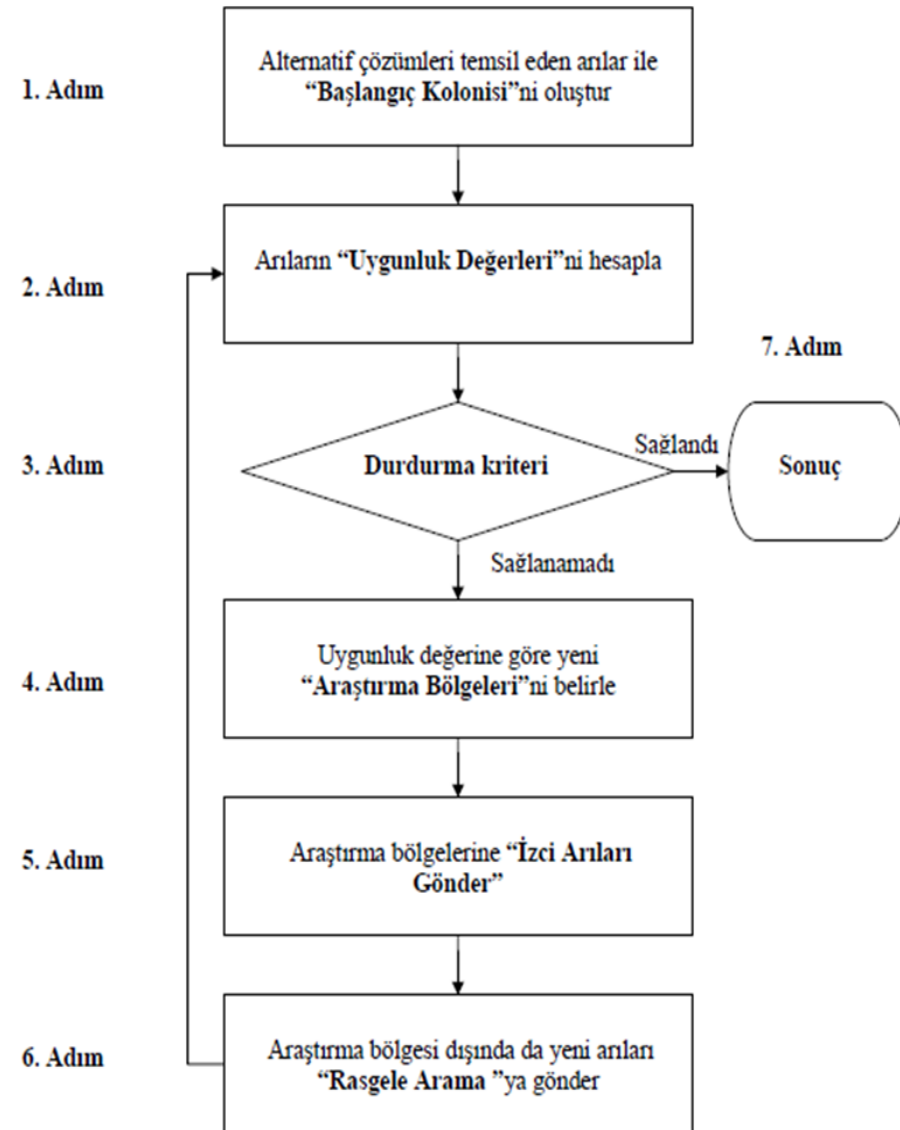 1. Adım
Alternatif çözümleri temsil eden arılar ile
“Başlangıç Kolonisi”ni oluştur
2. Adım
Arıların “Uygunluk Değerleri”ni hesapla
7. Adım
3. Adım
Durdurma kriteri
Sağlandı
Sonuç
Sağlanamadı
4. Adım
Uygunluk değerine göre yeni
“Araştırma Bölgeleri”ni belirle
5. Adım
Araştırma bölgelerine “İzci Arıları
Gönder”
6. Adım
Araştırma bölgesi dışında da yeni arıları
“Rasgele Arama ”ya gönder